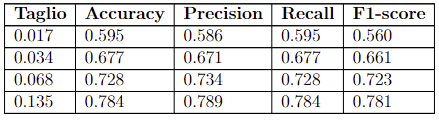 Taglio Accuracy Precision Recall F1-score
0.017 0.595 0.586 0.595 0.560
0.034 0.677 0.671 0.677 0.661
0.068 0.728 0.734 0.728 0.723
0.135 0.784 0.789 0.784 0.781